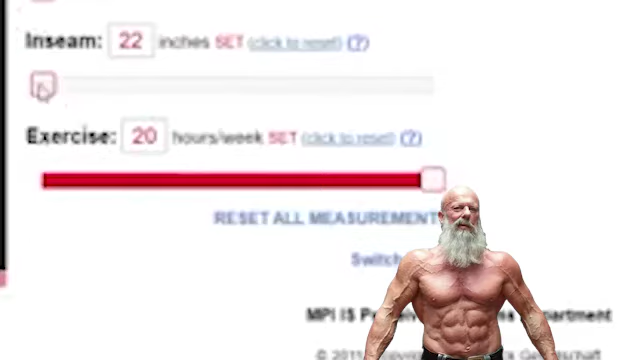 Inseam: 22 inches SET (click to reset) (?)
Exercise: 20 hours/week SET (click to reset) (?)
RESET ALL MEASUREMENT
Switch
MPI IS
partment
© 2011